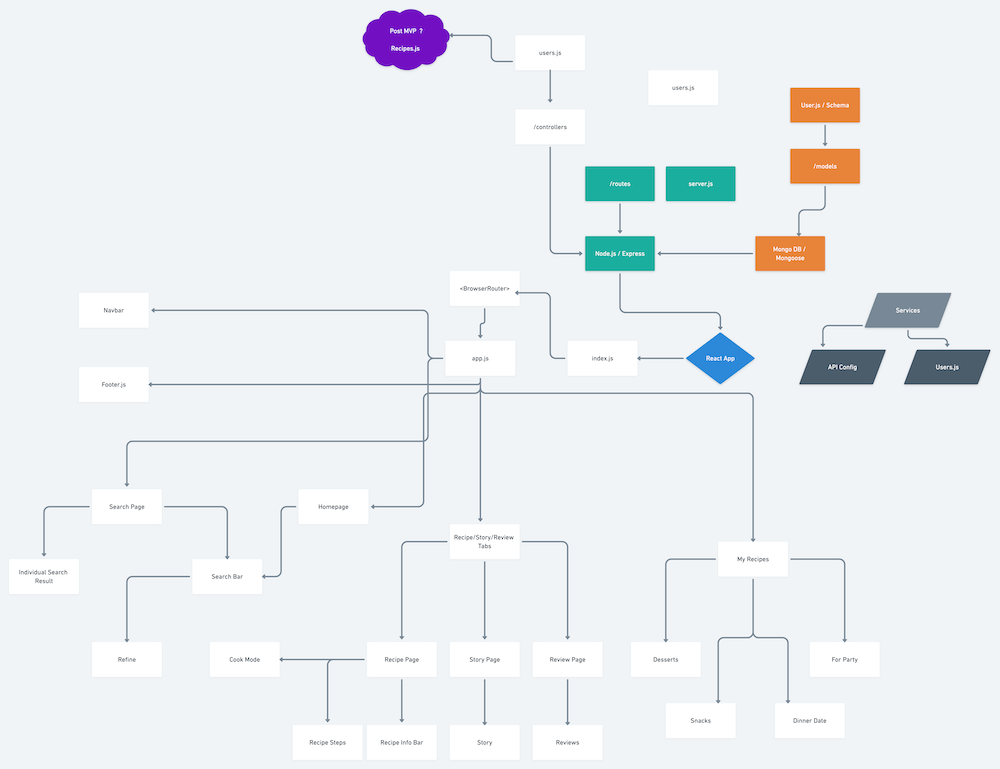 Post MVP ?
Recipes.js
users.js
users.js
User.js / Schema
/controllers
/models
/routes
server.js
Node.js / Express
Mongo DB /
Mongoose
<BrowserRouter>
Navbar
Services
app.js
index.js
React App
API Config
Users.js
Footer.js
Search Page
Homepage
Recipe/Story/Review
Tabs
My Recipes
Individual Search
Result
Search Bar
Refine
Cook Mode
Recipe Page
Story Page
Review Page
Desserts
For Party
Snacks
Dinner Date
Recipe Steps
Recipe Info Bar
Story
Reviews